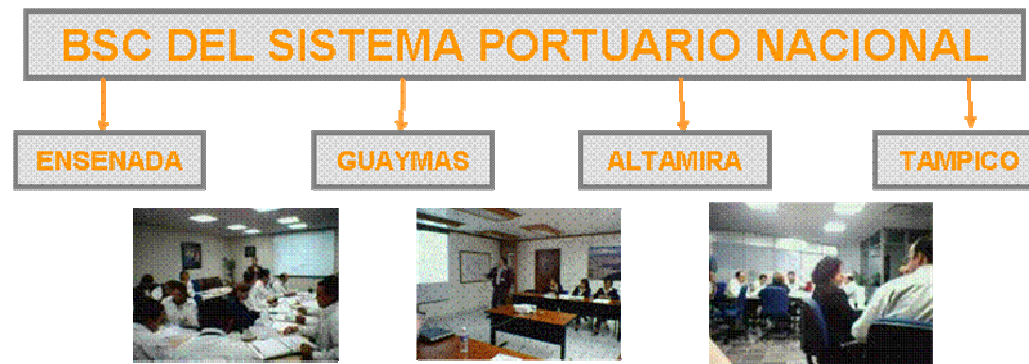 BSC DEL SISTEMA PORTUARIO NACIONAL
ENSENADA
GUAYMAS
ALTAMIRA
TAMPICO